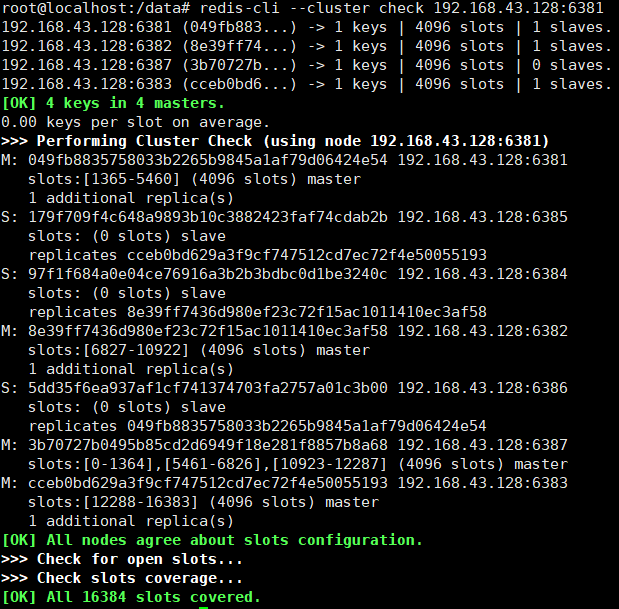 root@localhost:/data# redis-cli --cluster check 192.168.43.128:6381
192.168.43.128:6381 (049fb883...) -> 1 keys | 4096 slots | 1 slaves.
192.168.43.128:6382 (8e39ff74...) -> 1 keys | 4096 slots | 1 slaves.
192.168.43.128:6387 (3b70727b...) -> 1 keys | 4096 slots | 0 slaves.
192.168.43.128:6383 (cceb0bd6...) -> 1 keys | 4096 slots | 1 slaves.
[OK] 4 keys in 4 masters.
0.00 keys per slot on average.
>>> Performing Cluster Check (using node 192.168.43.128:6381)
M: 049fb8835758033b2265b9845a1af79d06424e54 192.168.43.128:6381
   slots:[1365-5460] (4096 slots) master
   1 additional replica(s)
S: 179f709f4c648a9893b10c3882423faf74cdab2b 192.168.43.128:6385
   slots: (0 slots) slave
   replicates cceb0bd629a3f9cf747512cd7ec72f4e50055193
S: 97f1f684a0e04ce76916a3b2b3bdbc0d1be3240c 192.168.43.128:6384
   slots: (0 slots) slave
   replicates 8e39ff7436d980ef23c72f15ac1011410ec3af58
M: 8e39ff7436d980ef23c72f15ac1011410ec3af58 192.168.43.128:6382
   slots:[6827-10922] (4096 slots) master
   1 additional replica(s)
S: 5dd35f6ea937af1cf741374703fa2757a01c3b00 192.168.43.128:6386
   slots: (0 slots) slave
   replicates 049fb8835758033b2265b9845a1af79d06424e54
M: 3b70727b0495b85cd2d6949f18e281f8857b8a68 192.168.43.128:6387
   slots:[0-1364],[5461-6826],[10923-12287] (4096 slots) master
M: cceb0bd629a3f9cf747512cd7ec72f4e50055193 192.168.43.128:6383
   slots:[12288-16383] (4096 slots) master
   1 additional replica(s)
[OK] All nodes agree about slots configuration.
>>> Check for open slots...
>>> Check slots coverage...
[OK] All 16384 slots covered.